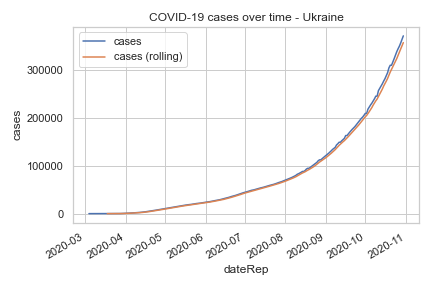 COVID-19 cases over time - Ukraine
cases
cases (rolling)
300000
200000
100000
0
cases
2020-03
2020-04
2020-05
2020-06
2020-07
2020-08
2020-09
2020-10
2020-11
dateRep